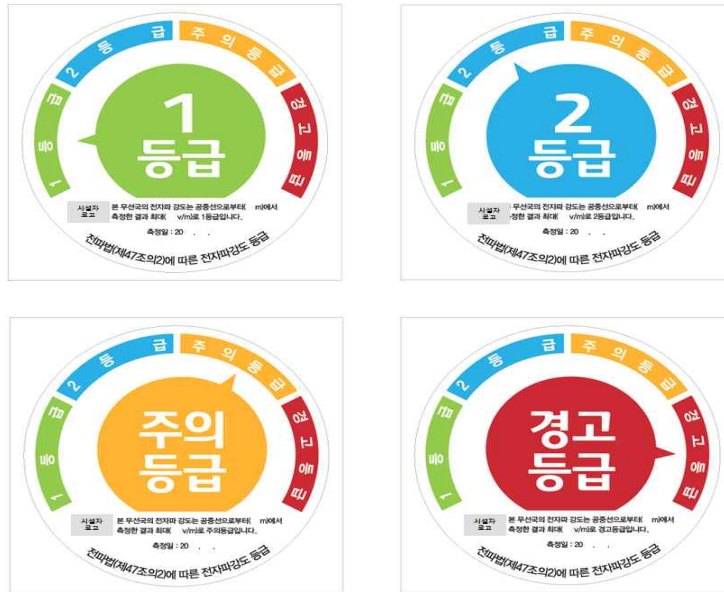 1등급 2등급 주의등급 경고등급
1
등급
시설자
로고
본 무선국의 전자파 강도는 공중선으로부터( m)에서
측정한 결과 최대( v/m)로 1등급입니다.
측정일 : 20 . .
전파법(제47조의2)에 따른 전자파강도 등급
1등급 2등급 주의등급 경고등급
2
등급
시설자
로고
무선국의 전자파 강도는 공중선으로부터( m)에서
측정한 결과 최대( v/m)로 2등급입니다.
측정일 : 20 . .
전파법(제47조의2)에 따른 전자파강도 등급
1등급 2등급 주의등급 경고등급
주의
등급
시설자
로고
본 무선국의 전자파 강도는 공중선으로부터( m)에서
측정한 결과 최대( v/m)로 주의등급입니다.
측정일 : 20 . .
전파법(제47조의2)에 따른 전자파강도 등급
1등급 2등급 주의등급 경고등급
경고
등급
시설자
로고
본 무선국의 전자파 강도는 공중선으로부터( m)에서
측정한 결과 최대( v/m)로 경고등급입니다.
측정일 : 20 . .
전파법(제47조의2)에 따른 전자파강도 등급